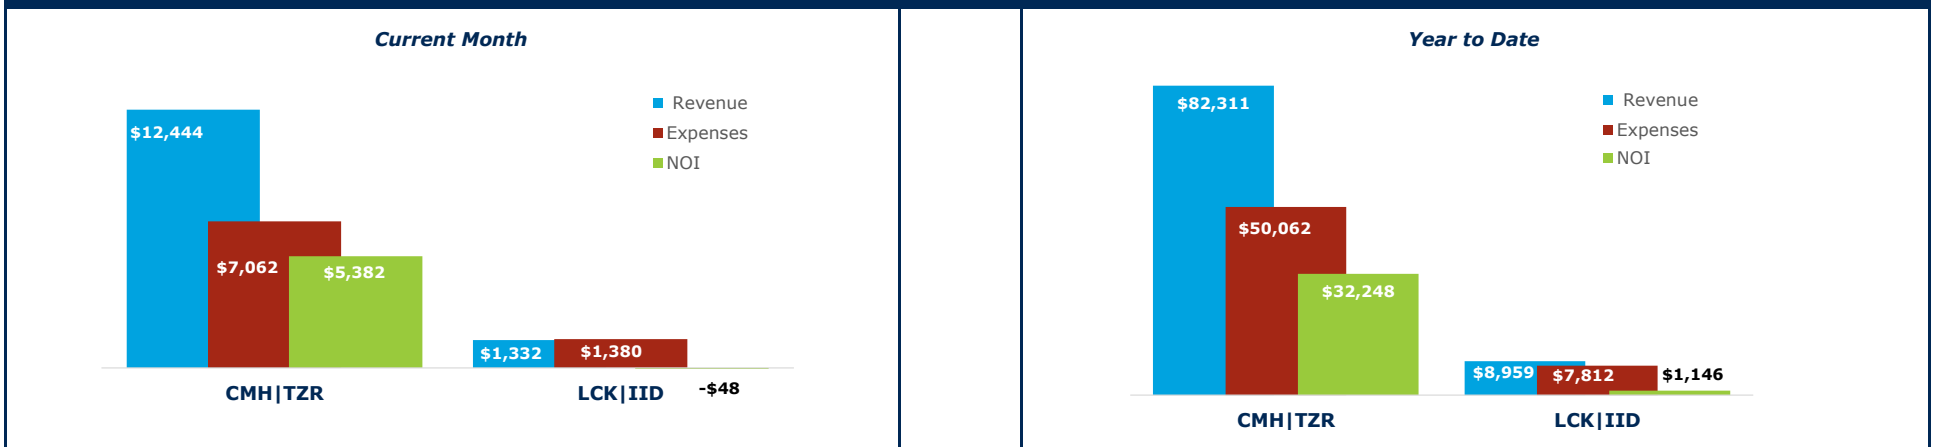 Current Month
Revenue
Expenses
NOI
$12,444
$7,062
$5,382
$1,332
$1,380
-$48
CMH|TZR
LCK|IID
Year to Date
Revenue
Expenses
NOI
$82,311
$50,062
$32,248
$8,959
$7,812
$1,146
CMH|TZR
LCK|IID